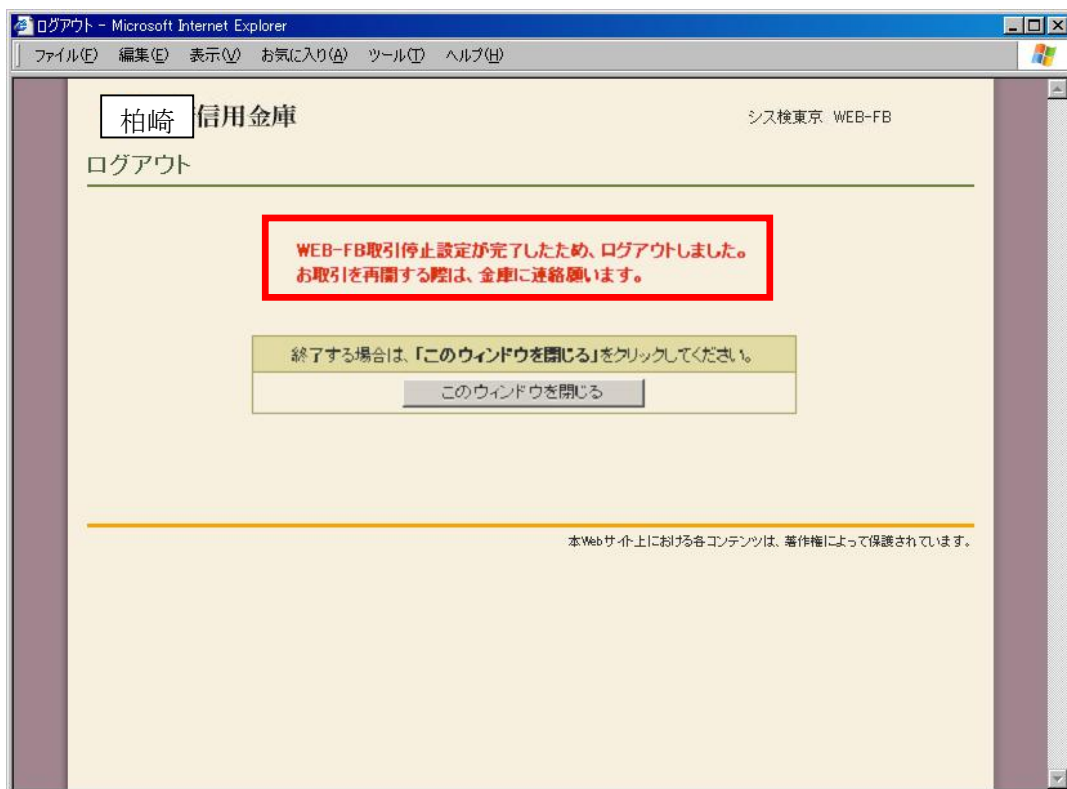 ログアウト - Microsoft Internet Explorer
ファイル(F) 編集(E) 表示(V) お気に入り(A) ツール(T) ヘルプ(H)
柏崎信用金庫
シス検東京 WEB-FB
ログアウト
WEB-FB取引停止設定が完了したため、ログアウトしました。
お取引を再開する際は、金庫に連絡願います。
終了する場合は、「このウィンドウを閉じる」をクリックしてください。
このウィンドウを閉じる
本Webサイト上における各コンテンツは、著作権によって保護されています。